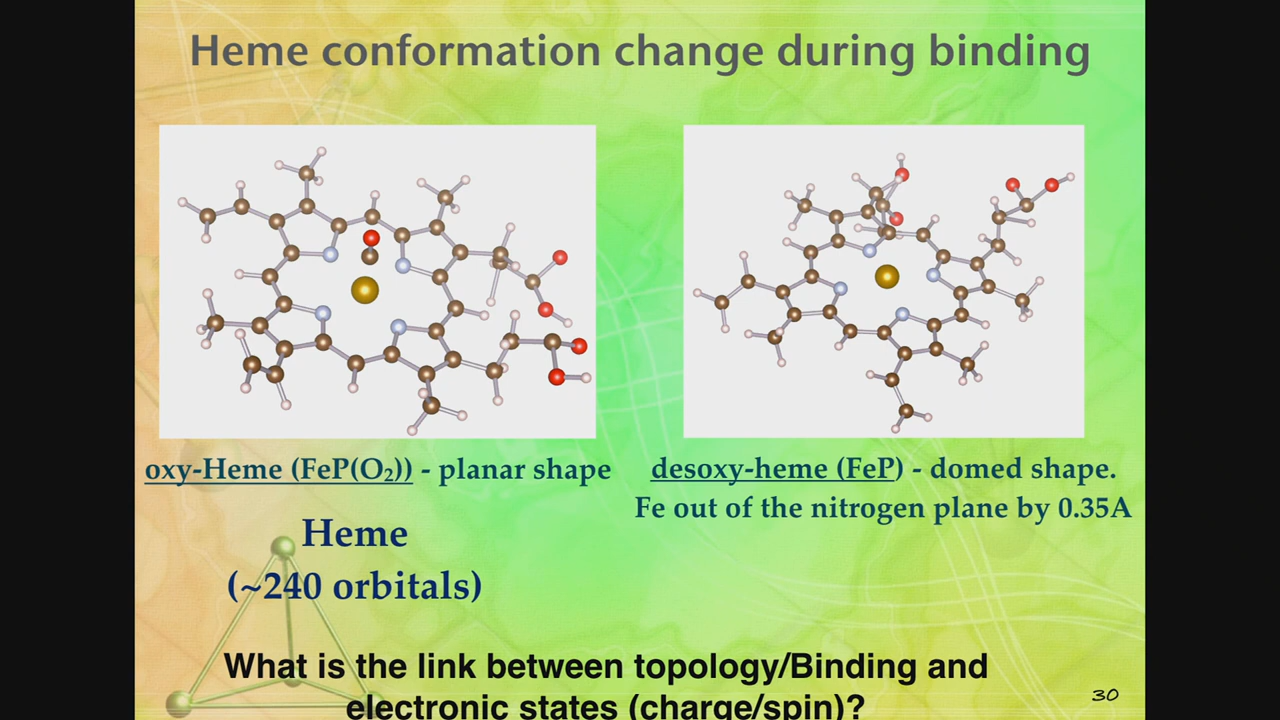 Heme conformation change during binding
oxy-Heme (FeP(O₂)) - planar shape
desoxy-heme (FeP) - domed shape.
Fe out of the nitrogen plane by 0.35A
Heme
(~240 orbitals)
What is the link between topology/Binding and
electronic states (charge/spin)?
30